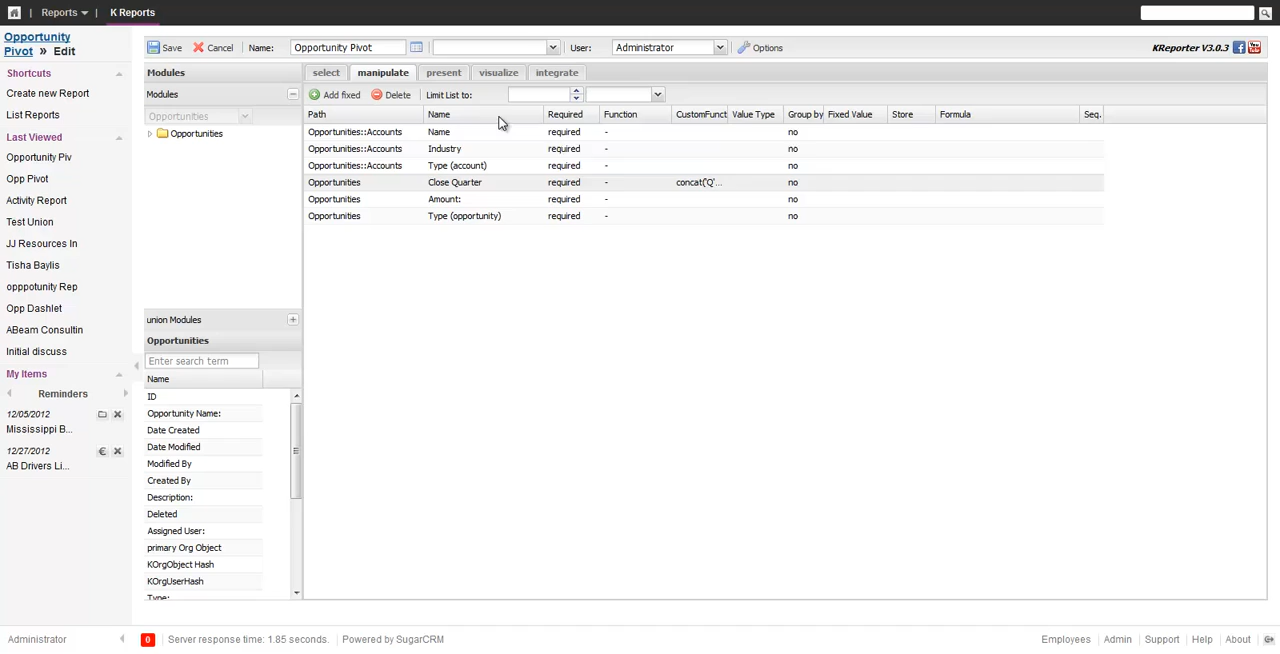 | Reports | K Reports
Opportunity Pivot » Edit
Save Cancel Name: Opportunity Pivot User: Administrator Options KReporter V3.0.3
Shortcuts
Create new Report
List Reports
Last Viewed
Opportunity Piv
Opp Pivot
Activity Report
Test Union
JJ Resources In
Tisha Baylis
opppotunity Rep
Opp Dashlet
ABeam Consultin
Initial discuss
My Items
Reminders
12/05/2012
Mississippi B...
12/27/2012
AB Drivers Li...
Modules
Modules
Opportunities
Opportunities
union Modules
Opportunities
Enter search term
Name
ID
Opportunity Name:
Date Created
Date Modified
Modified By
Created By
Description:
Deleted
Assigned User:
primary Org Object
KOrgObject Hash
KOrgUserHash
Type:
select manipulate present visualize integrate
Add fixed Delete Limit List to:
Path Name Required Function CustomFunct Value Type Group by Fixed Value Store Formula Seq.
Opportunities::Accounts Name required - no
Opportunities::Accounts Industry required - no
Opportunities::Accounts Type (account) required - no
Opportunities Close Quarter required - concat('Q'... no
Opportunities Amount: required - no
Opportunities Type (opportunity) required - no
Administrator 0 Server response time: 1.85 seconds. | Powered by SugarCRM Employees | Admin | Support | Help | About